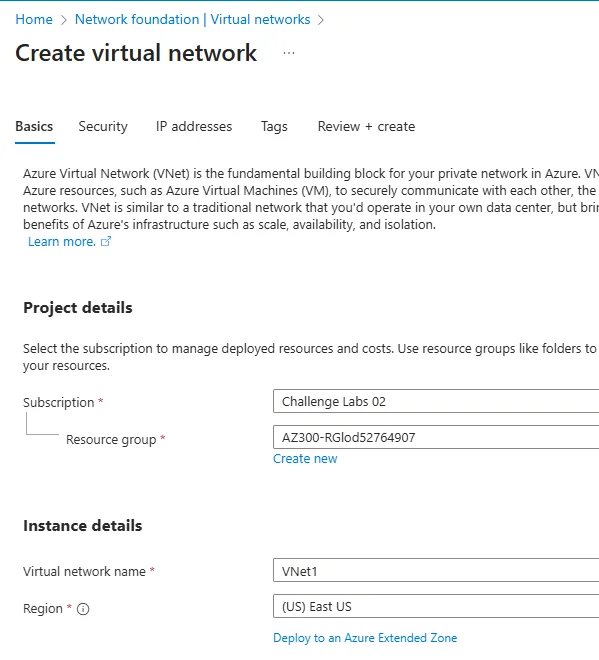 Home > Network foundation | Virtual networks >
Create virtual network ...
Basics Security IP addresses Tags Review + create
Azure Virtual Network (VNet) is the fundamental building block for your private network in Azure. VN
Azure resources, such as Azure Virtual Machines (VM), to securely communicate with each other, the
networks. VNet is similar to a traditional network that you'd operate in your own data center, but brin
benefits of Azure's infrastructure such as scale, availability, and isolation.
Learn more.
Project details
Select the subscription to manage deployed resources and costs. Use resource groups like folders to
your resources.
Subscription * Challenge Labs 02
Resource group * AZ300-RGlod52764907
Create new
Instance details
Virtual network name * VNet1
Region * (US) East US
Deploy to an Azure Extended Zone